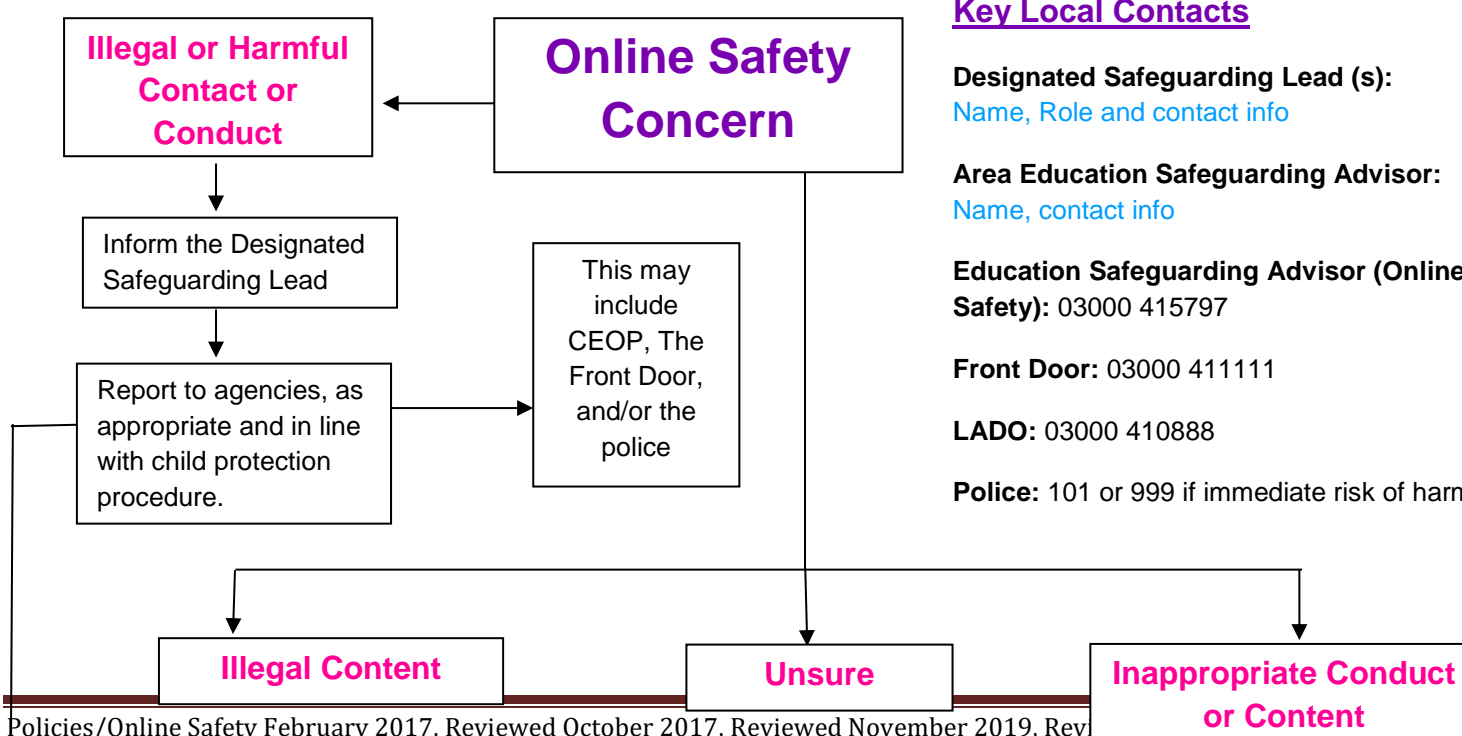 Illegal or Harmful
Contact or
Conduct
Online Safety
Concern
Key Local Contacts
Designated Safeguarding Lead (s):
Name, Role and contact info
Area Education Safeguarding Advisor:
Name, contact info
Education Safeguarding Advisor (Online
Safety): 03000 415797
Front Door: 03000 411111
LADO: 03000 410888
Police: 101 or 999 if immediate risk of
Inform the Designated
Safeguarding Lead
This may
include
CEOP, The
Front Door,
and/or the
police
Report to agencies, as
appropriate and in line
with child protection
procedure.
Illegal Content
Unsure
Inappropriate Conduct
or Content
Policies/Online Safety February 2017. Reviewed October 2017. Reviewed November 2019.